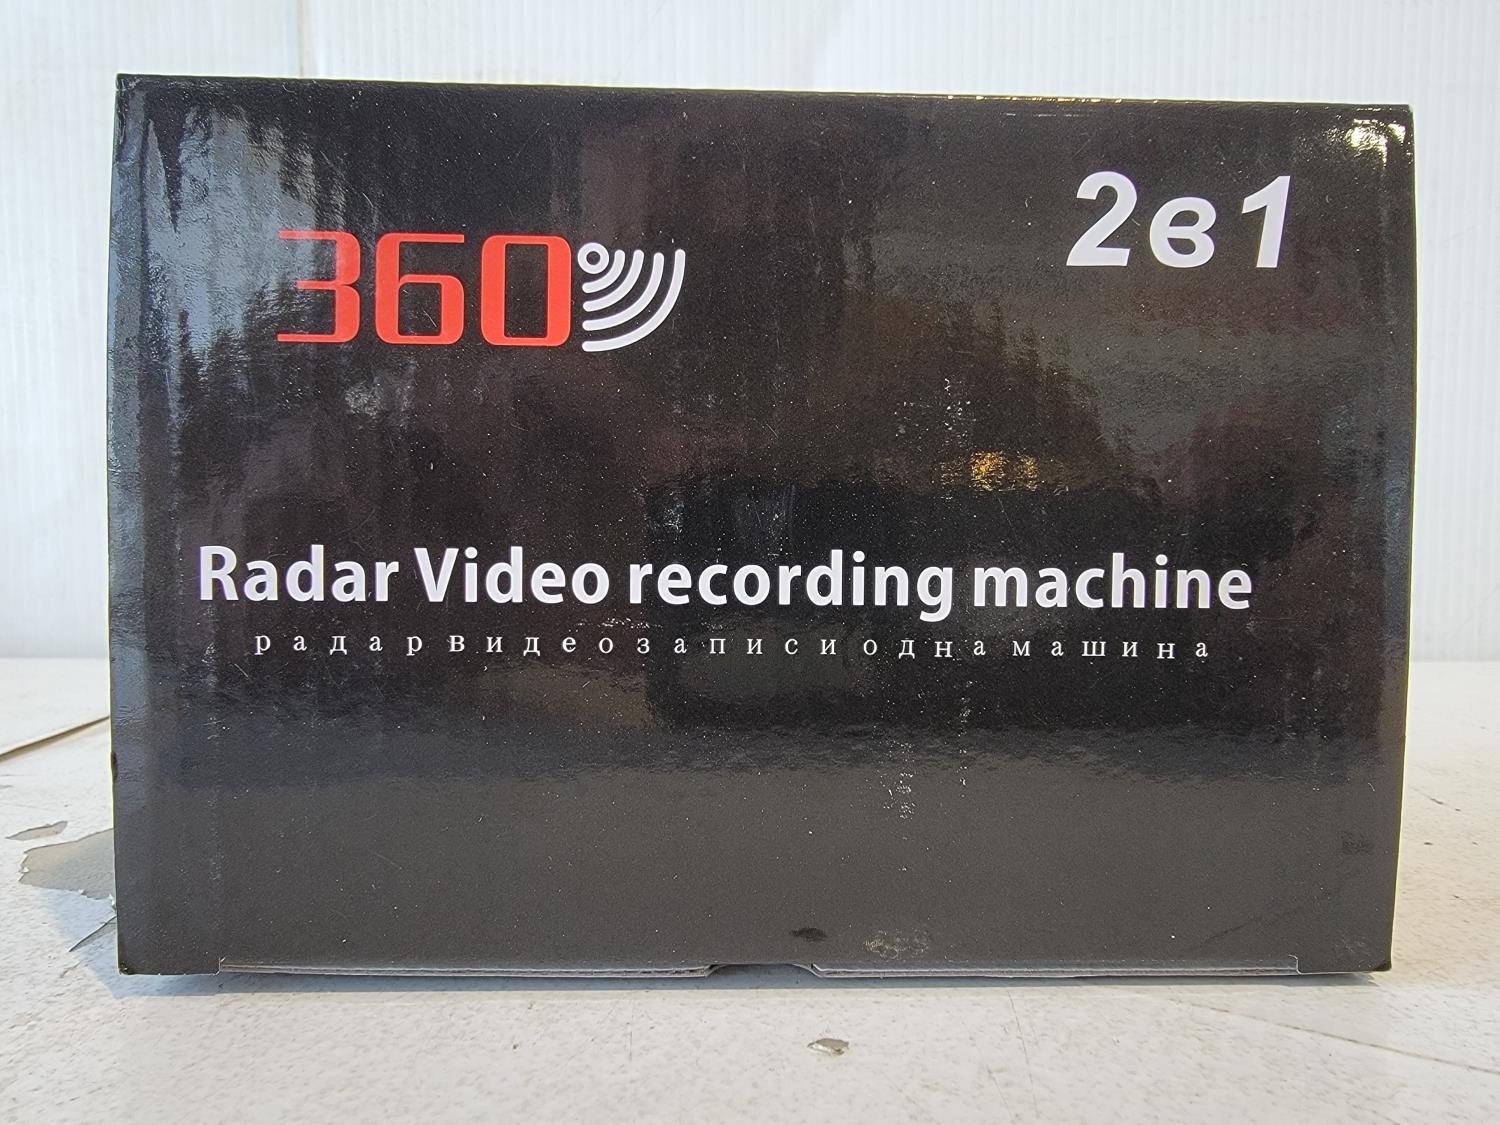 2в1
360
Radar Video recording machine
радарвидеозаписиоднамашина